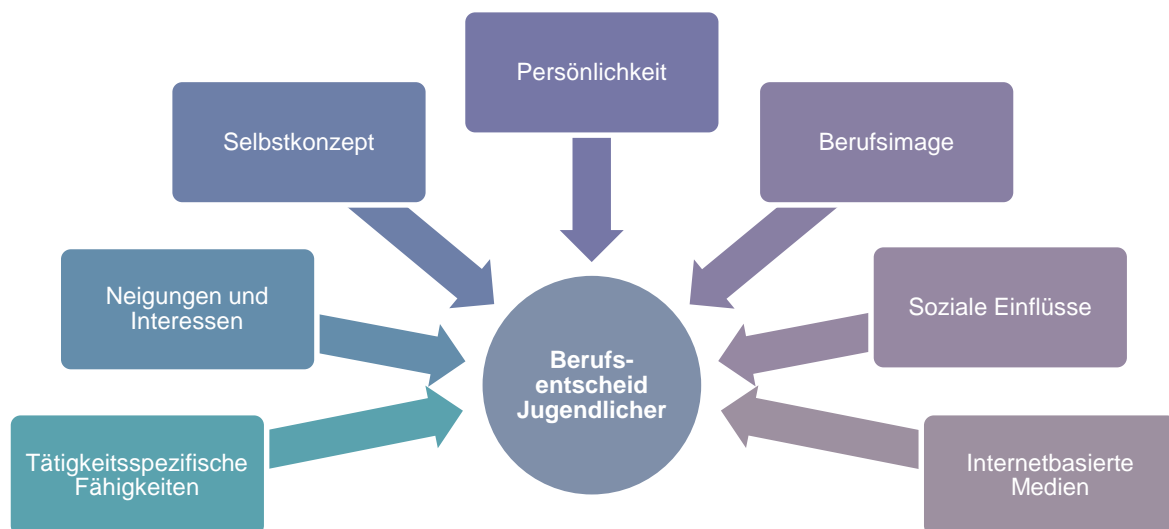 Persönlichkeit
Selbstkonzept
Berufsimage
Neigungen und
Interessen
Soziale Einflüsse
Berufs-
entscheid
Jugendlicher
Tätigkeitsspezifische
Fähigkeiten
Internetbasierte
Medien